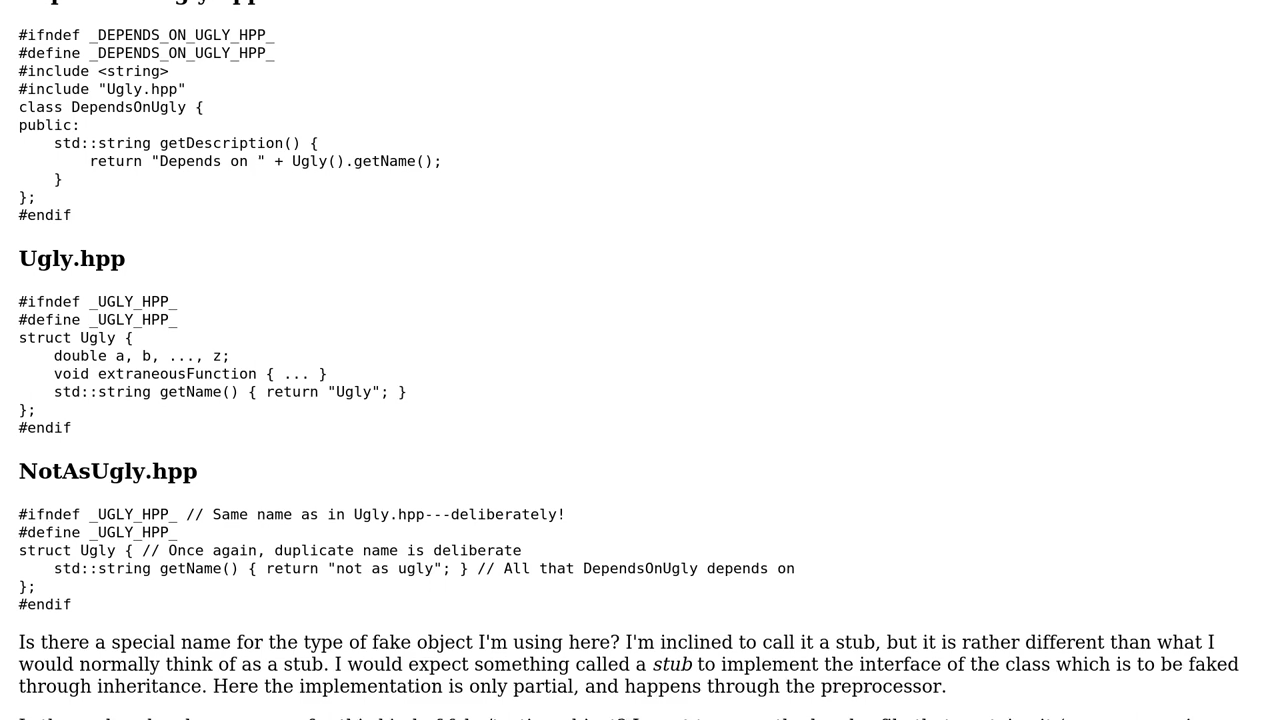 #ifndef _DEPENDS_ON_UGLY_HPP_
#define _DEPENDS_ON_UGLY_HPP_
#include <string>
#include "Ugly.hpp"
class DependsOnUgly {
public:
    std::string getDescription() {
        return "Depends on " + Ugly().getName();
    }
};
#endif
Ugly.hpp
#ifndef _UGLY_HPP_
#define _UGLY_HPP_
struct Ugly {
    double a, b, ..., z;
    void extraneousFunction { ... }
    std::string getName() { return "Ugly"; }
};
#endif
NotAsUgly.hpp
#ifndef _UGLY_HPP_ // Same name as in Ugly.hpp---deliberately!
#define _UGLY_HPP_
struct Ugly { // Once again, duplicate name is deliberate
    std::string getName() { return "not as ugly"; } // All that DependsOnUgly depends on
};
#endif
Is there a special name for the type of fake object I'm using here? I'm inclined to call it a stub, but it is rather different than what I
would normally think of as a stub. I would expect something called a stub to implement the interface of the class which is to be faked
through inheritance. Here the implementation is only partial, and happens through the preprocessor.